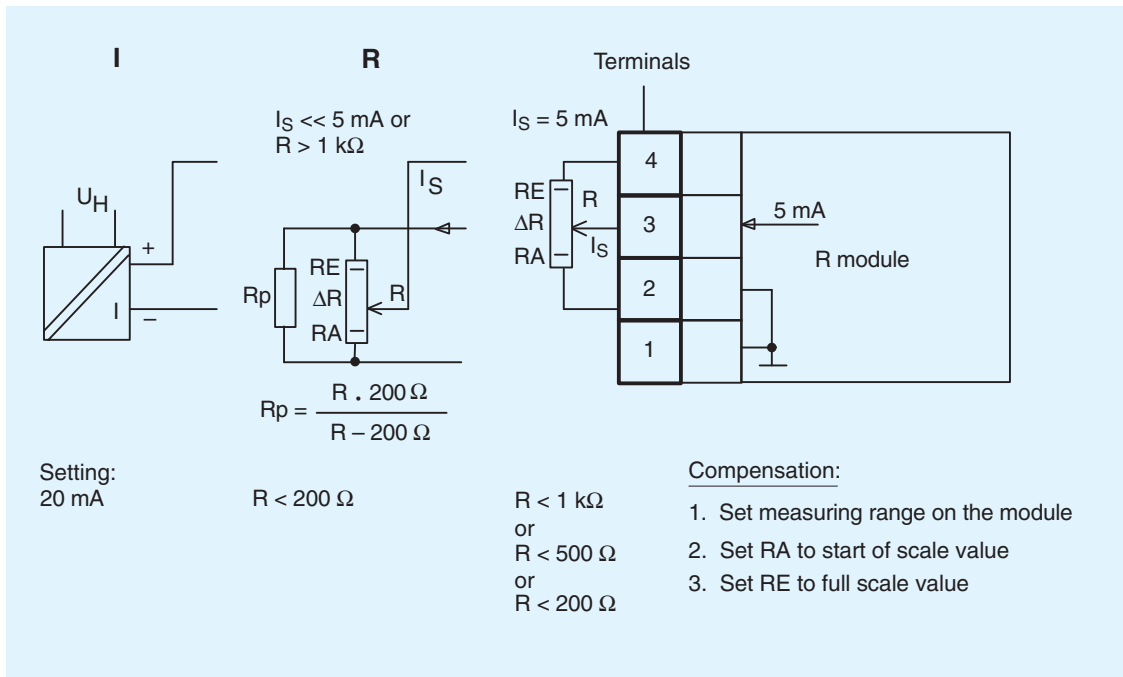 I
U_H
+
I
–
Setting:
20 mA
R
I_S << 5 mA or
R > 1 kΩ
I_S
RE
Rp
ΔR
R
RA
Rp = R . 200 Ω / R – 200 Ω
R < 200 Ω
Terminals
I_S = 5 mA
RE
R
ΔR
I_S
RA
4
3
2
1
5 mA
R module
R < 1 kΩ
or
R < 500 Ω
or
R < 200 Ω
Compensation:
1. Set measuring range on the module
2. Set RA to start of scale value
3. Set RE to full scale value